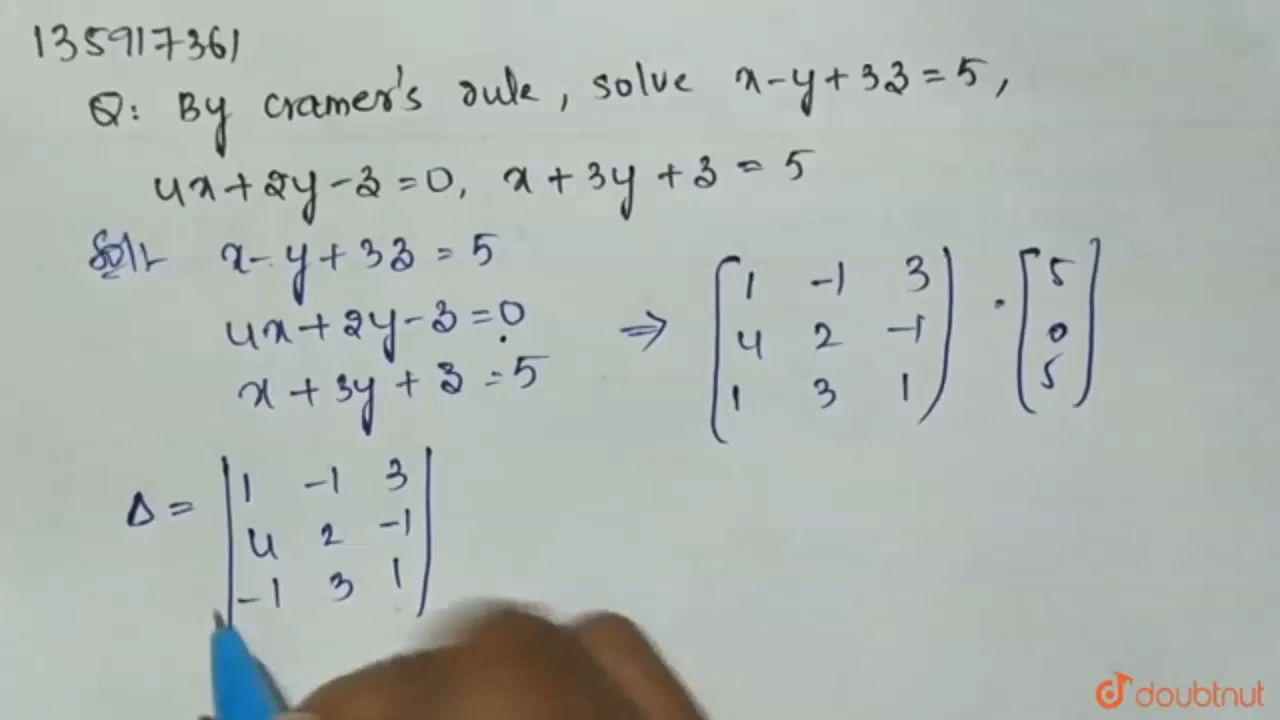 135917361
Q: By cramer's rule, solve x-y+3z=5,
4x+2y-z=0, x+3y+z=5
Sol:- x-y+3z=5
4x+2y-z=0
x+3y+z=5
⇒ [1 -1 3
4 2 -1
1 3 1] . [5
0
5]
Δ = |1 -1 3
4 2 -1
-1 3 1|
doubtnut